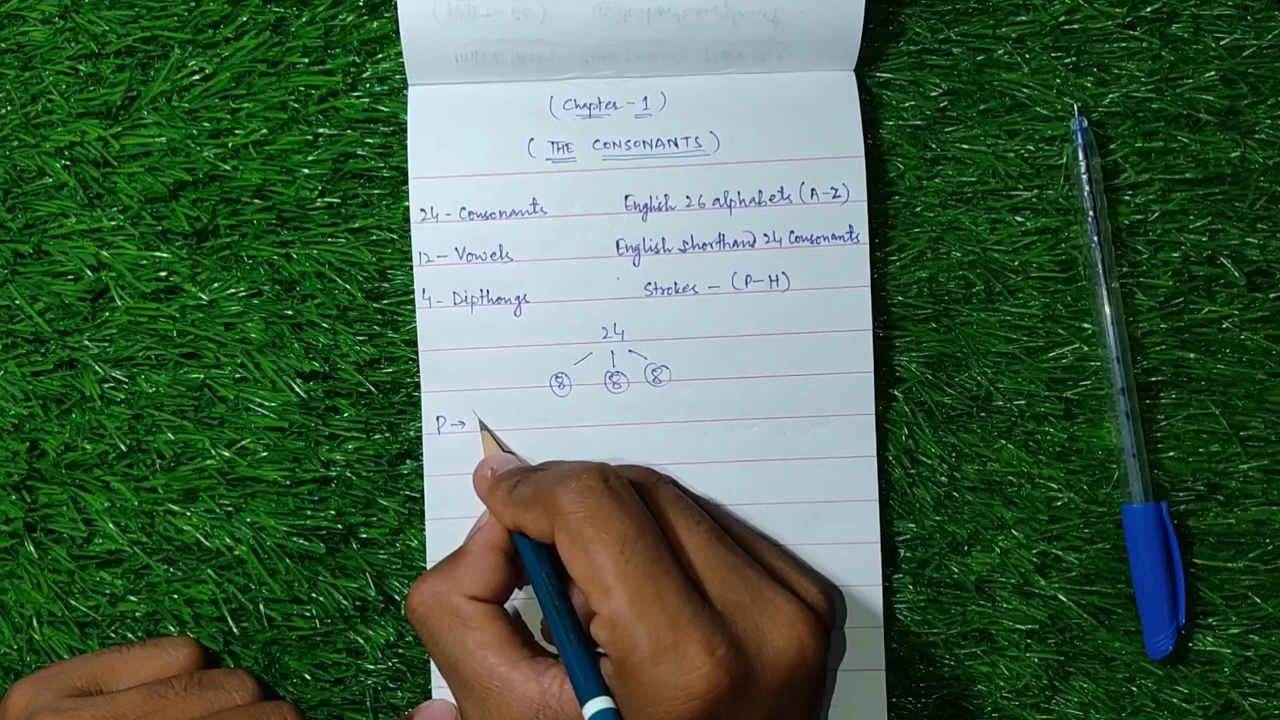 ( Chapter - 1 )
( THE CONSONANTS )
24 - Consonants English 26 alphabets (A-Z)
12 - Vowels English shorthand 24 Consonants
4 - Dipthongs Strokes - (P-H)
24
8 8 8
P →